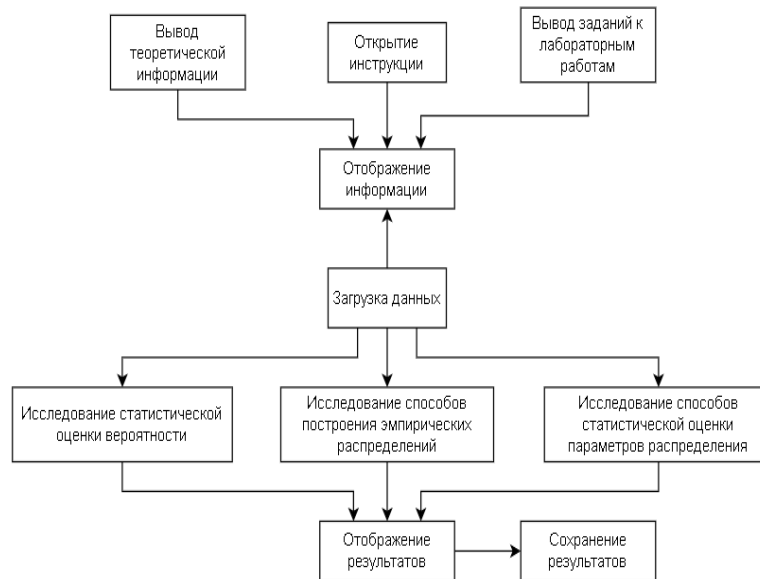 Вывод
теоретической
информации
Открытие
инструкции
Вывод заданий к
лабораторным
работам
Отображение
информации
Загрузка данных
Исследование статистической
оценки вероятности
Исследование способов
построения эмпирических
распределений
Исследование способов
статистической оценки
параметров распределения
Отображение
результатов
Сохранение
результатов